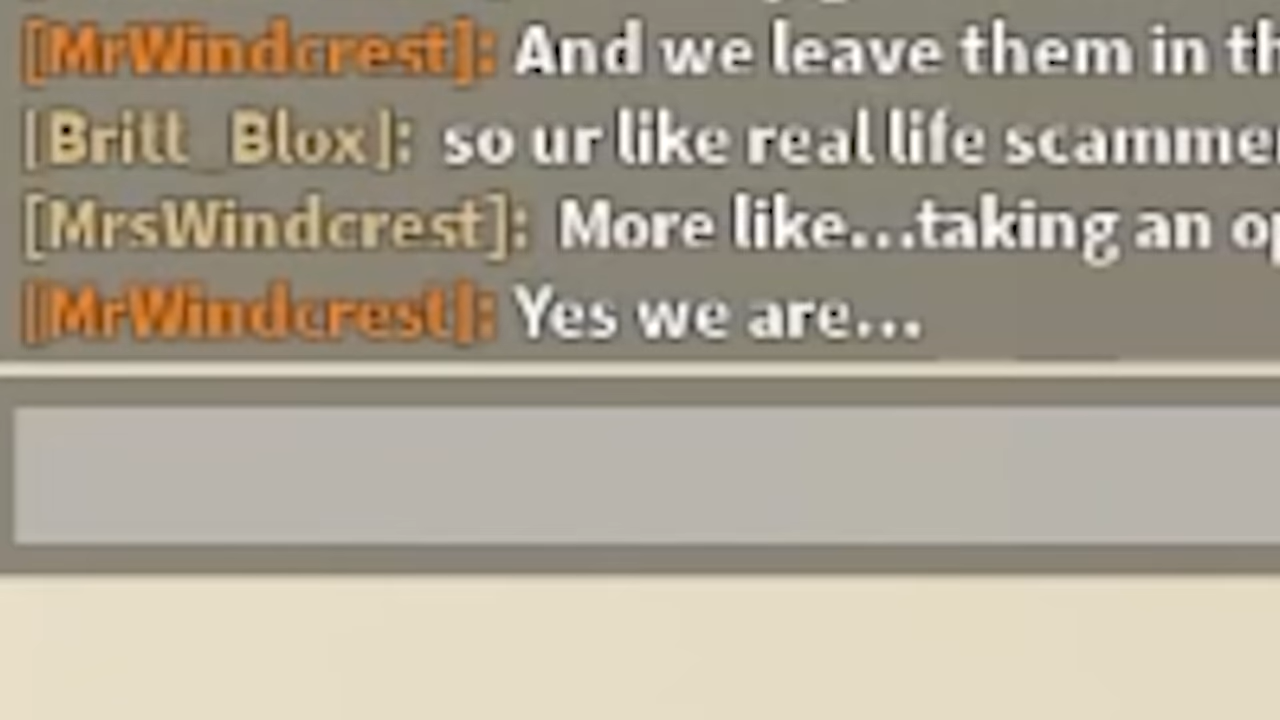 [MrWindcrest]: And we leave them in
[Britt_Blox]: so ur like real life
[MrsWindcrest]: More like...taking an
[MrWindcrest]: Yes we are...